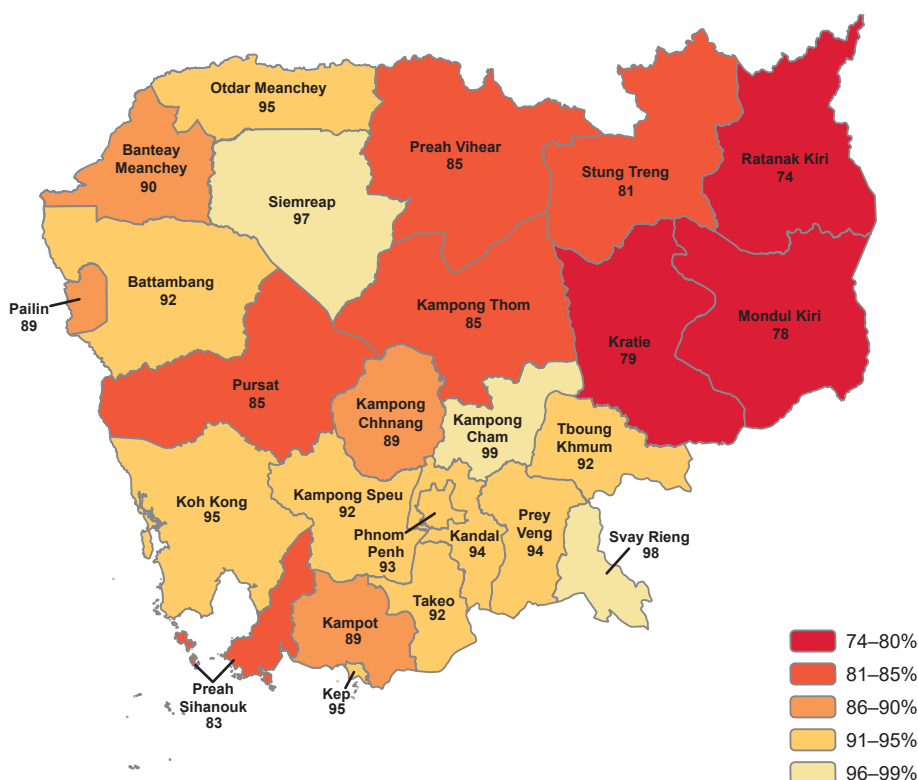 Otdar Meanchey
95
Banteay
Meanchey
90
Siemreap
97
Preah Vihear
85
Stung Treng
81
Ratanak Kiri
74
Battambang
92
Pailin
89
Kampong Thom
85
Kratie
79
Mondul Kiri
78
Pursat
85
Kampong
Chhnang
89
Kampong
Cham
99
Tboung
Khmum
92
Koh Kong
95
Kampong Speu
92
Phnom
Penh
93
Kandal
94
Prey
Veng
94
Svay Rieng
98
Takeo
92
Kampot
89
Kep
95
Preah
Sihanouk
83
74–80%
81–85%
86–90%
91–95%
96–99%